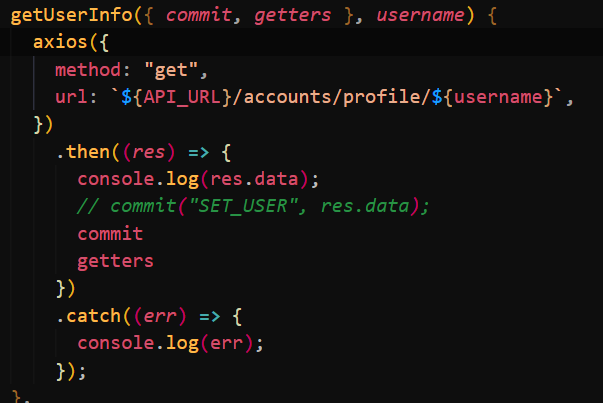 getUserInfo({ commit, getters }, username) {
  axios({
    method: "get",
    url: `${API_URL}/accounts/profile/${username}`,
  })
    .then((res) => {
      console.log(res.data);
      // commit("SET_USER", res.data);
      commit
      getters
    })
    .catch((err) => {
      console.log(err);
    });
},